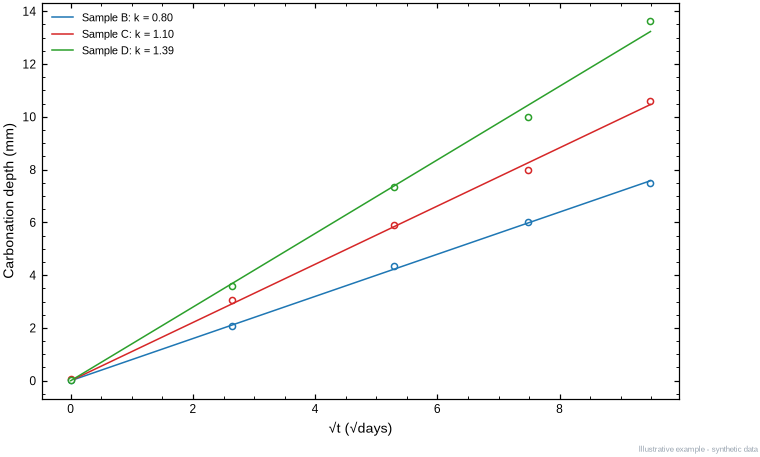 Sample B: k = 0.80
Sample C: k = 1.10
Sample D: k = 1.39
14
12
10
8
6
4
2
0
Carbonation depth (mm)
0 2 4 6 8
√t (√days)
Illustrative example - synthetic data